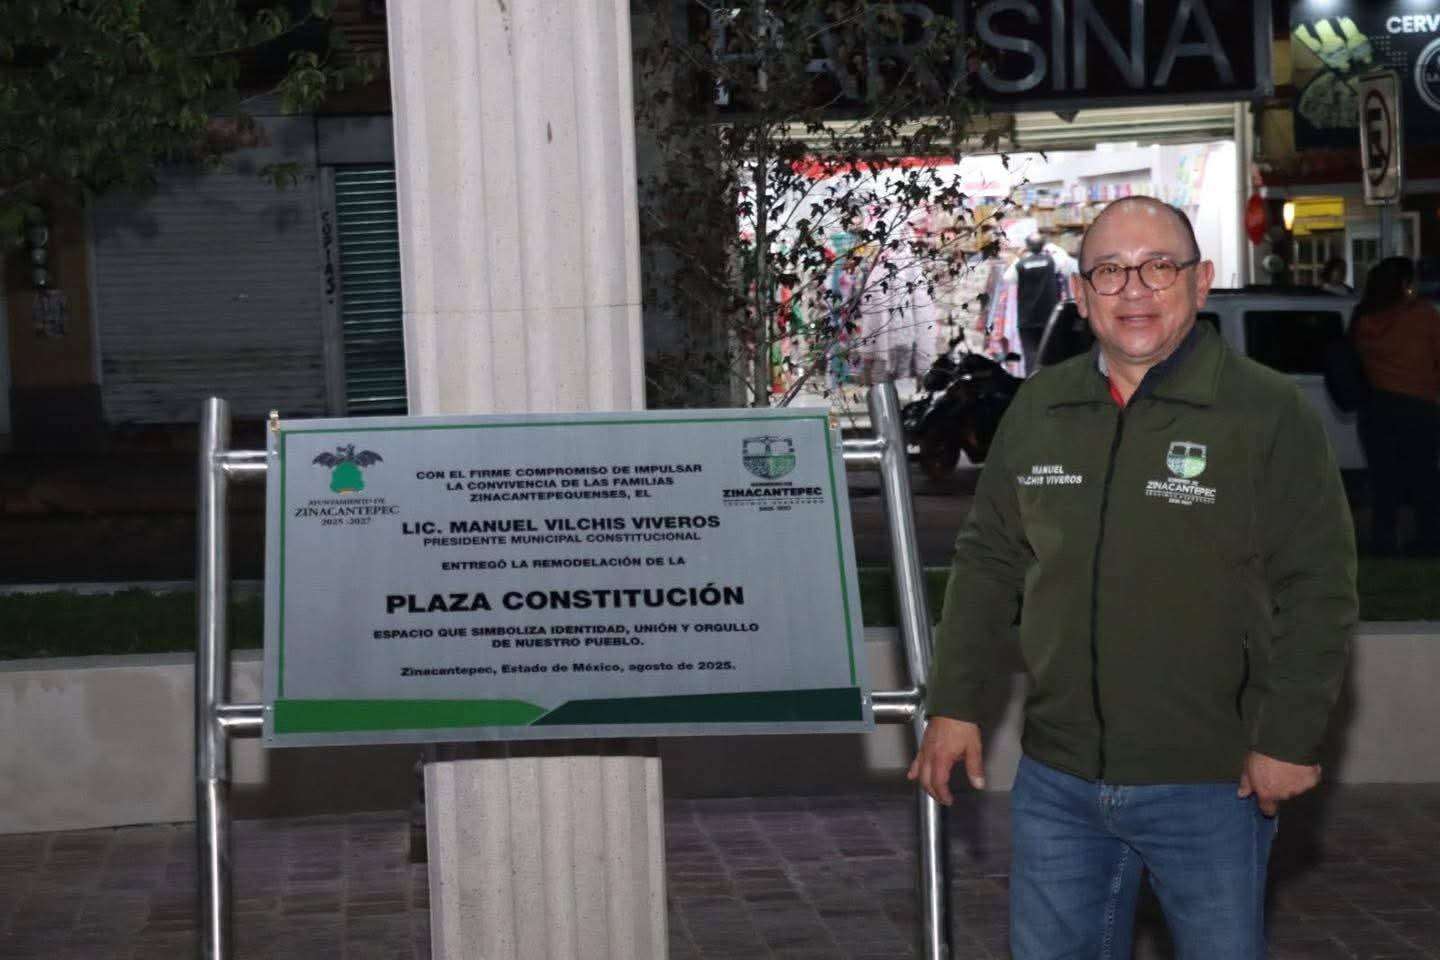 PARISINA
CERV
COPIAS
AYUNTAMIENTO DE
ZINACANTEPEC
2025 - 2027
CON EL FIRME COMPROMISO DE IMPULSAR
LA CONVIVENCIA DE LAS FAMILIAS
ZINACANTEPEQUENSES, EL
ZINACANTEPEC
LIC. MANUEL VILCHIS VIVEROS
PRESIDENTE MUNICIPAL CONSTITUCIONAL
ENTREGÓ LA REMODELACIÓN DE LA
PLAZA CONSTITUCIÓN
ESPACIO QUE SIMBOLIZA IDENTIDAD, UNIÓN Y ORGULLO
DE NUESTRO PUEBLO.
Zinacantepec, Estado de México, agosto de 2025.
MANUEL
VILCHIS VIVEROS
ZINACANTEPEC